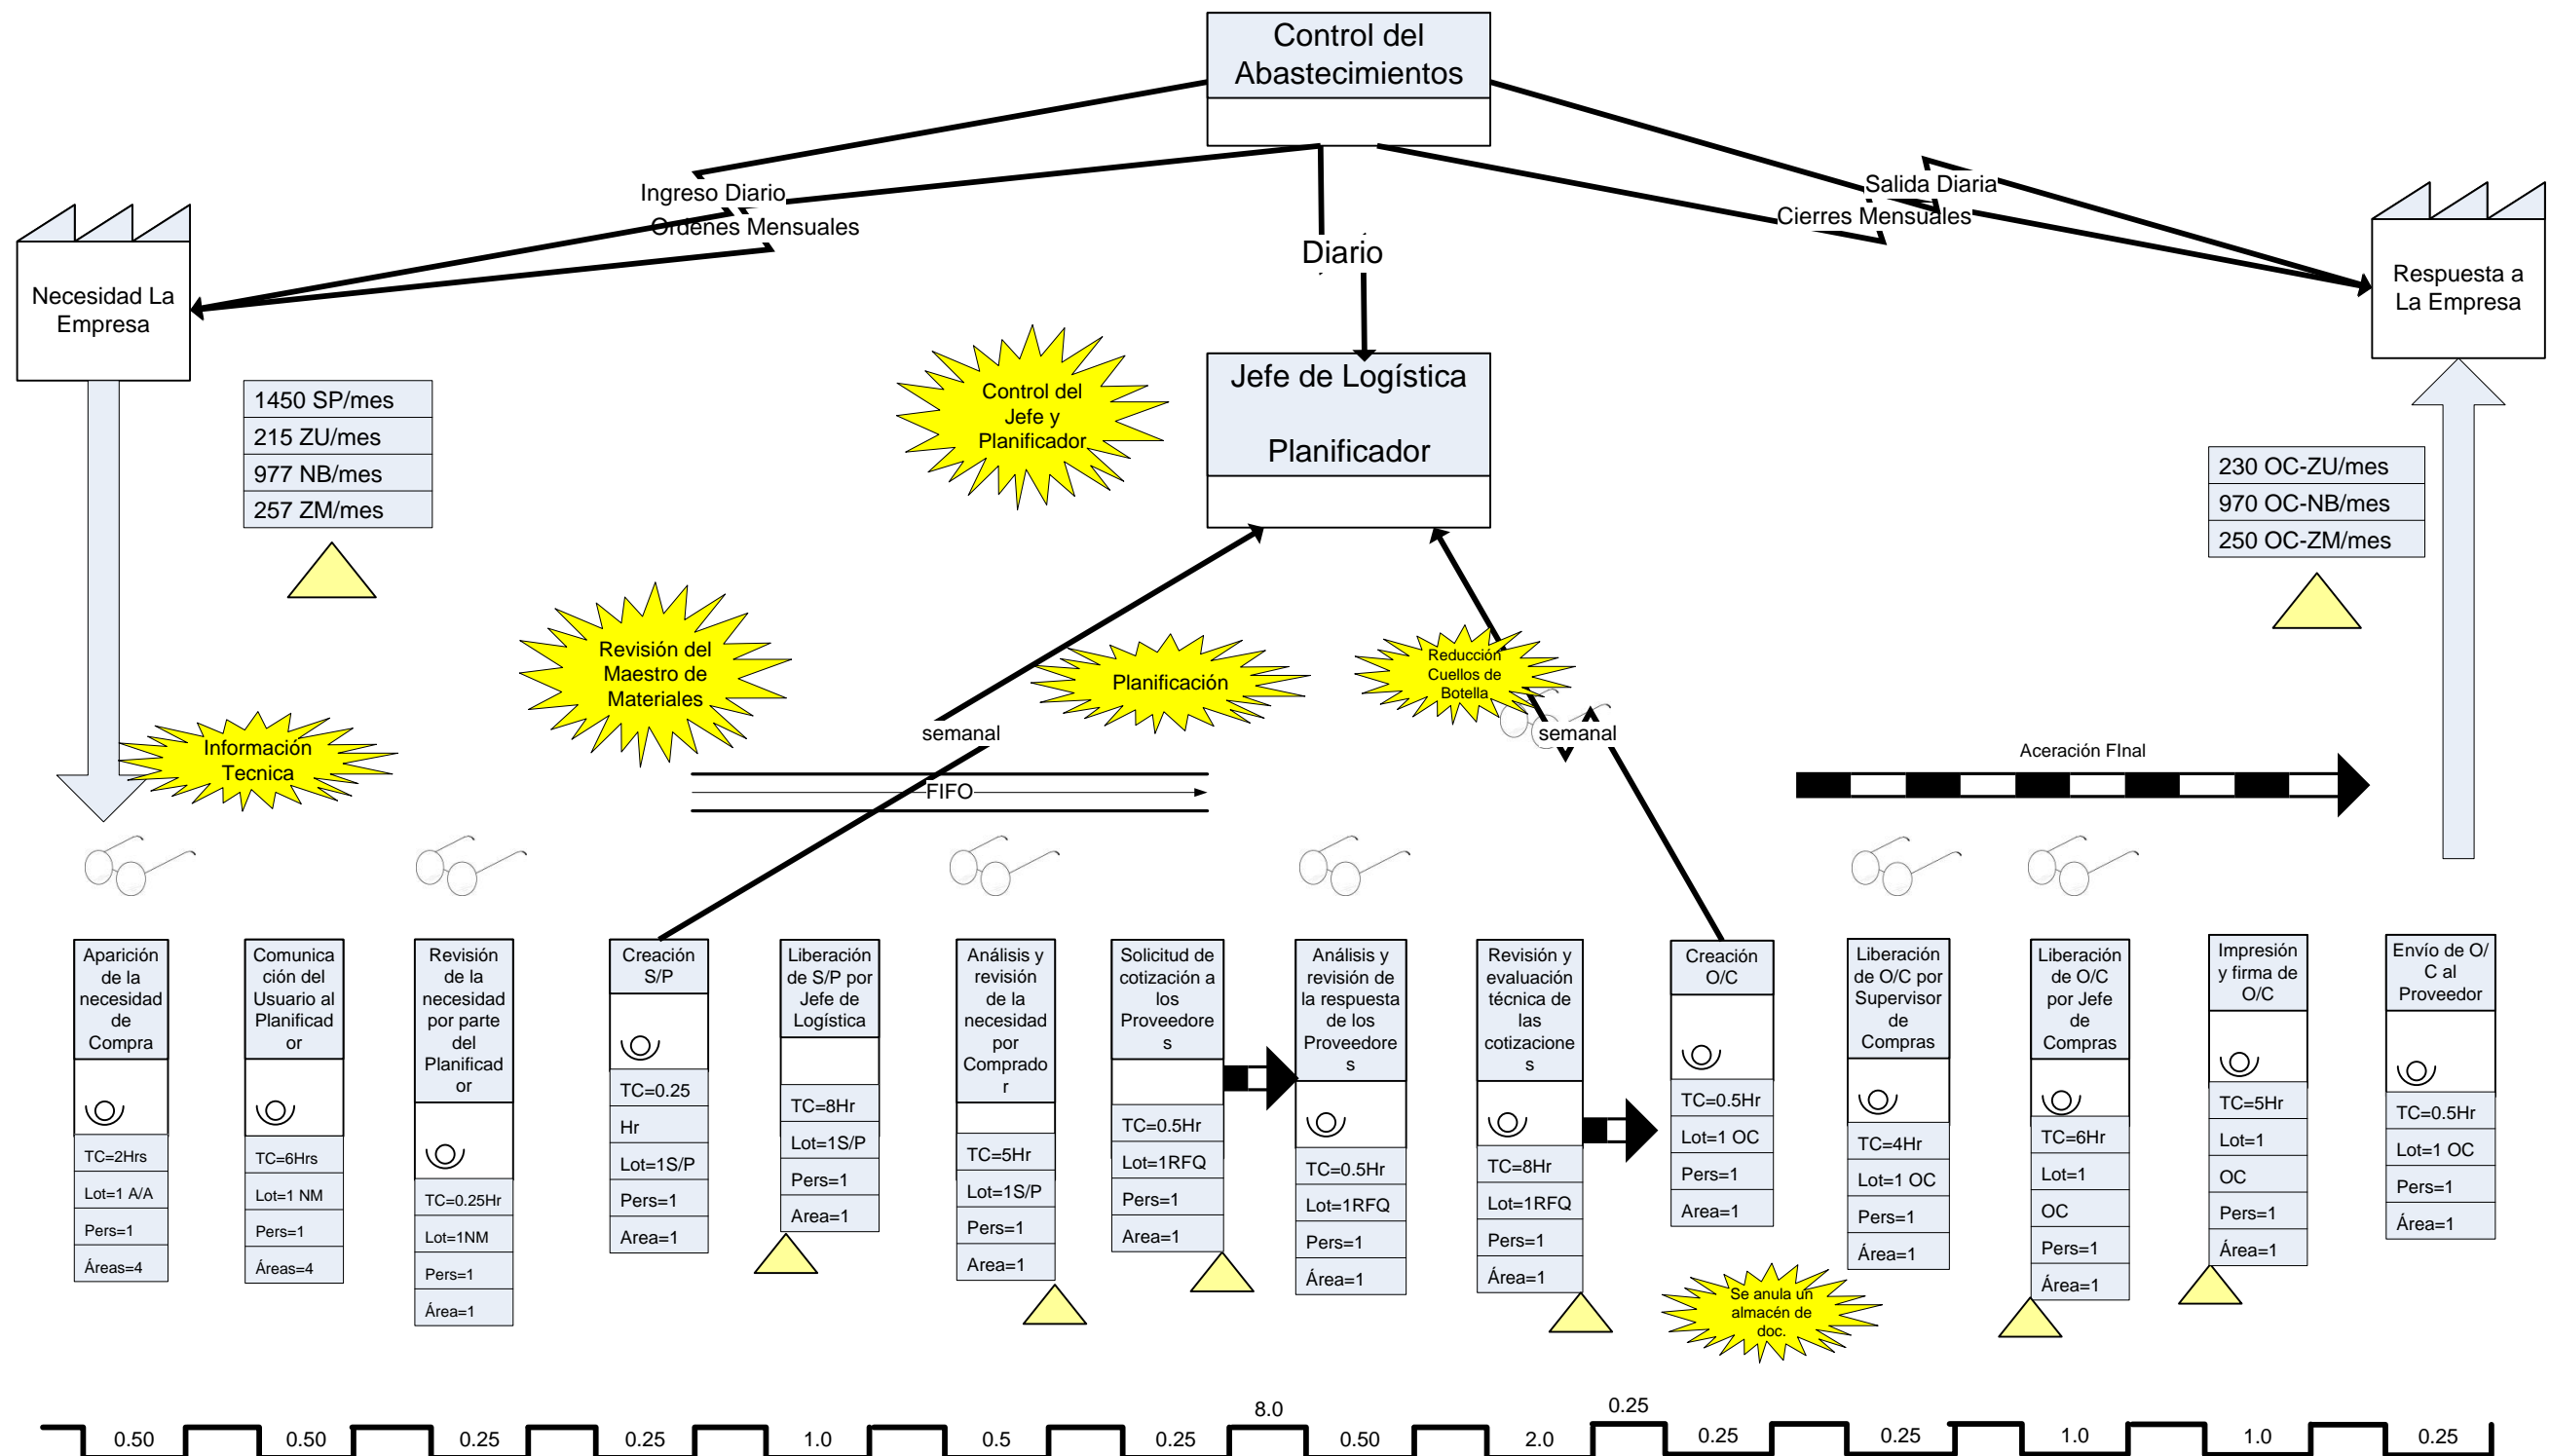 Control del
Abastecimientos
Ingreso Diario
Ordenes Mensuales
Salida Diaria
Cierres Mensuales
Diario
Necesidad La
Empresa
Respuesta a
La Empresa
Jefe de Logística
Planificador
Control del
Jefe y
Planificador
1450 SP/mes
215 ZU/mes
977 NB/mes
257 ZM/mes
230 OC-ZU/mes
970 OC-NB/mes
250 OC-ZM/mes
Revisión del
Maestro de
Materiales
Planificación
Reducción
Cuellos de
Botella
Información
Tecnica
semanal
semanal
FIFO
Aceración FInal
Aparición
de la
necesidad
de
Compra
TC=2Hrs
Lot=1 A/A
Pers=1
Áreas=4
Comunica
ción del
Usuario al
Planificad
or
TC=6Hrs
Lot=1 NM
Pers=1
Áreas=4
Revisión
de la
necesidad
por parte
del
Planificad
or
TC=0.25Hr
Lot=1NM
Pers=1
Área=1
Creación
S/P
TC=0.25
Hr
Lot=1S/P
Pers=1
Area=1
Liberación
de S/P por
Jefe de
Logística
TC=8Hr
Lot=1S/P
Pers=1
Area=1
Análisis y
revisión
de la
necesidad
por
Comprado
r
TC=5Hr
Lot=1S/P
Pers=1
Area=1
Solicitud de
cotización a
los
Proveedore
s
TC=0.5Hr
Lot=1RFQ
Pers=1
Area=1
Análisis y
revisión de
la respuesta
de los
Proveedore
s
TC=0.5Hr
Lot=1RFQ
Pers=1
Área=1
Revisión y
evaluación
técnica de
las
cotizacione
s
TC=8Hr
Lot=1RFQ
Pers=1
Área=1
Creación
O/C
TC=0.5Hr
Lot=1 OC
Pers=1
Area=1
Se anula un
almacén de
doc.
Liberación
de O/C por
Supervisor
de
Compras
TC=4Hr
Lot=1 OC
Pers=1
Área=1
Liberación
de O/C
por Jefe
de
Compras
TC=6Hr
Lot=1
OC
Pers=1
Área=1
Impresión
y firma de
O/C
TC=5Hr
Lot=1
OC
Pers=1
Área=1
Envío de O/
C al
Proveedor
TC=0.5Hr
Lot=1 OC
Pers=1
Área=1
0.50
0.50
0.25
0.25
1.0
0.5
0.25
8.0
0.50
2.0
0.25
0.25
0.25
1.0
1.0
0.25